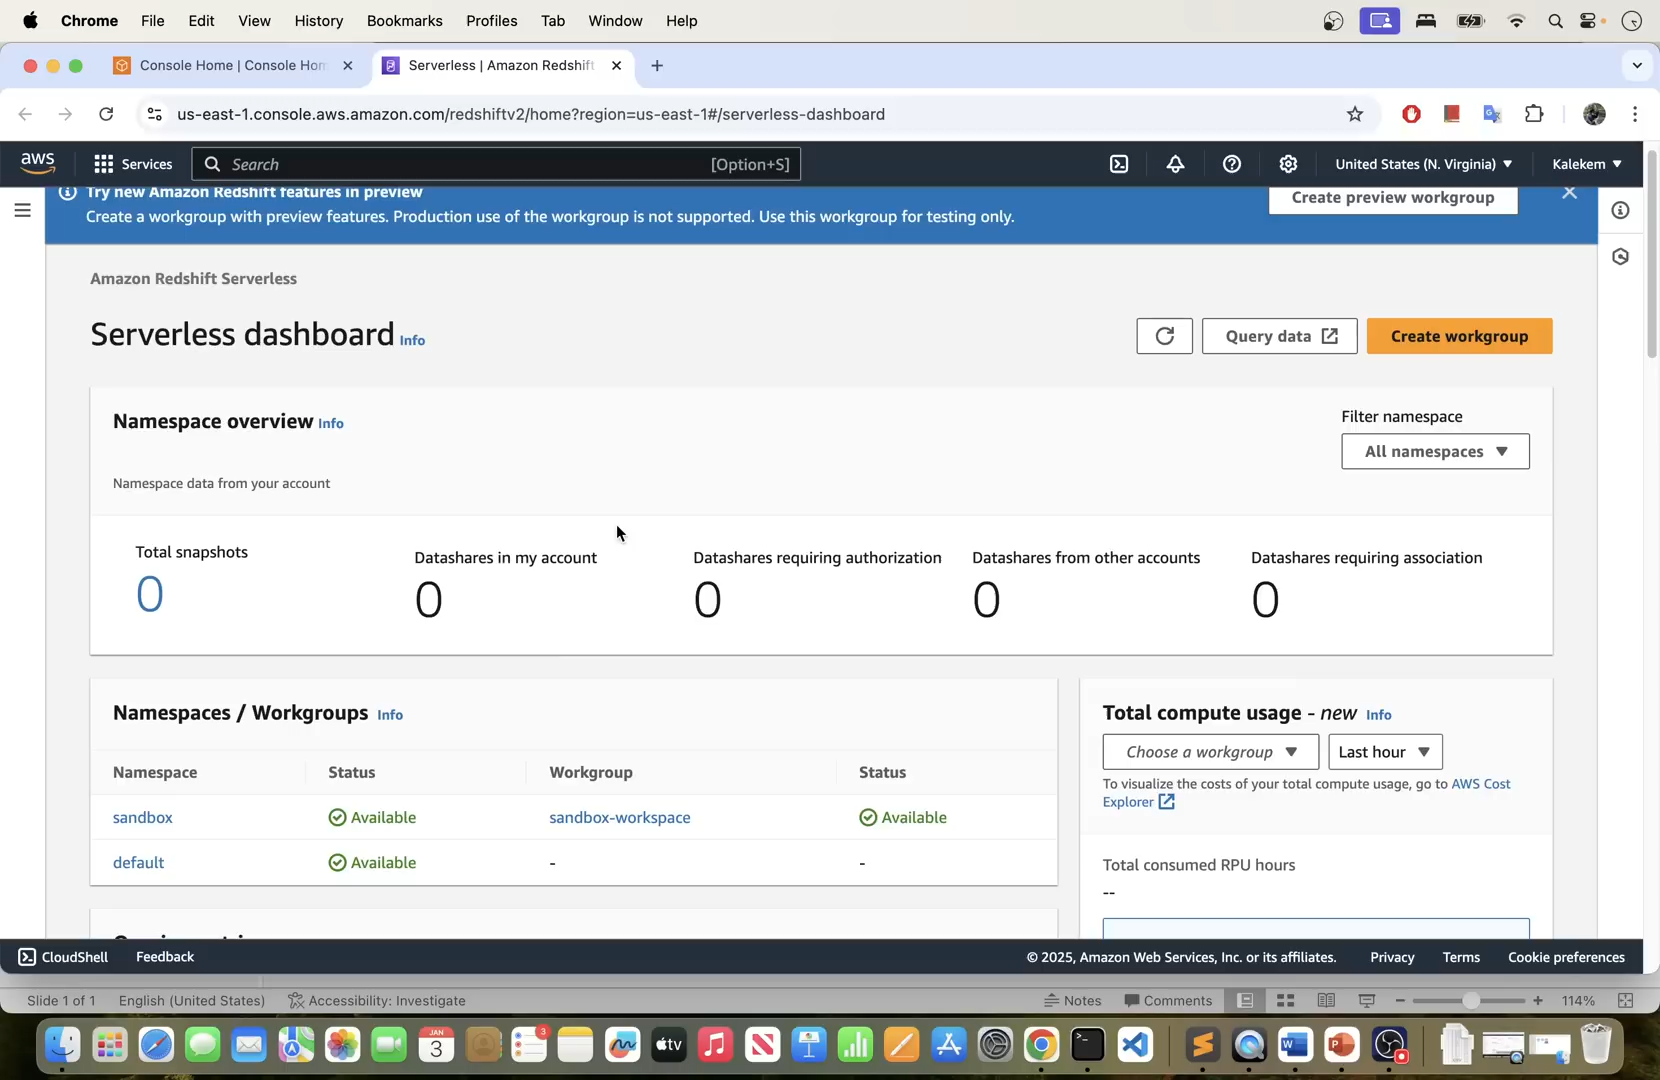 Chrome File Edit View History Bookmarks Profiles Tab Window Help
Console Home | Console Hom
Serverless | Amazon Redshift
us-east-1.console.aws.amazon.com/redshiftv2/home?region=us-east-1#/serverless-dashboard
aws Services Search [Option+S] United States (N. Virginia) Kalekem
Try new Amazon Redshift features in preview
Create a workgroup with preview features. Production use of the workgroup is not supported. Use this workgroup for testing only.
Create preview workgroup
Amazon Redshift Serverless
Serverless dashboard Info
Query data
Create workgroup
Namespace overview Info
Filter namespace
All namespaces
Namespace data from your account
Total snapshots
0
Datashares in my account
0
Datashares requiring authorization
0
Datashares from other accounts
0
Datashares requiring association
0
Namespaces / Workgroups Info
Namespace Status Workgroup Status
sandbox Available sandbox-workspace Available
default Available - -
Total compute usage - new Info
Choose a workgroup
Last hour
To visualize the costs of your total compute usage, go to AWS Cost
Explorer
Total consumed RPU hours
--
CloudShell Feedback © 2025, Amazon Web Services, Inc. or its affiliates. Privacy Terms Cookie preferences
Slide 1 of 1 English (United States) Accessibility: Investigate Notes Comments 114%
JAN
3
3
tv
W
P